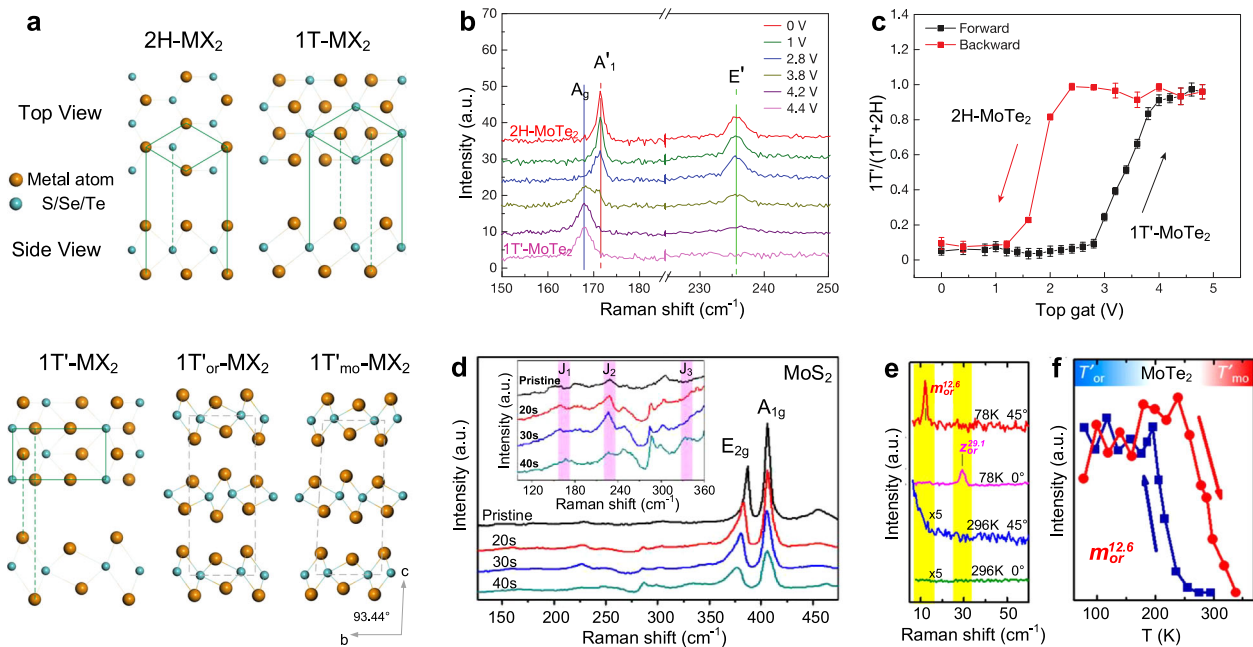 a
2H-MX2
1T-MX2
Top View
Metal atom
S/Se/Te
Side View
1T'-MX2
1T'or-MX2
1T'mo-MX2
c
93.44°
b
b
60
50
40
30
20
10
0
Intensity (a.u.)
A'1
Ag
E'
0 V
1 V
2.8 V
3.8 V
4.2 V
4.4 V
2H-MoTe2
1T'-MoTe2
150
160
170
180
190
230
240
250
Raman shift (cm-1)
c
Forward
Backward
1.4
1.2
1.0
0.8
0.6
0.4
0.2
0
1T'/(1T'+2H)
2H-MoTe2
1T'-MoTe2
0
1
2
3
4
5
Top gat (V)
d
MoS2
J1
J2
J3
Pristine
20s
30s
40s
Intensity (a.u.)
120
180
240
300
360
Raman shift (cm-1)
E2g
A1g
Pristine
20s
30s
40s
Intensity (a.u.)
150
200
250
300
350
400
450
Raman shift (cm-1)
e
m12.6or
78K 45°
z29.1or
78K 0°
x5
296K 45°
x5
296K 0°
Intensity (a.u.)
10
30
50
Raman shift (cm-1)
f
T'or
MoTe2
T'mo
m12.6or
Intensity (a.u.)
100
200
300
T (K)